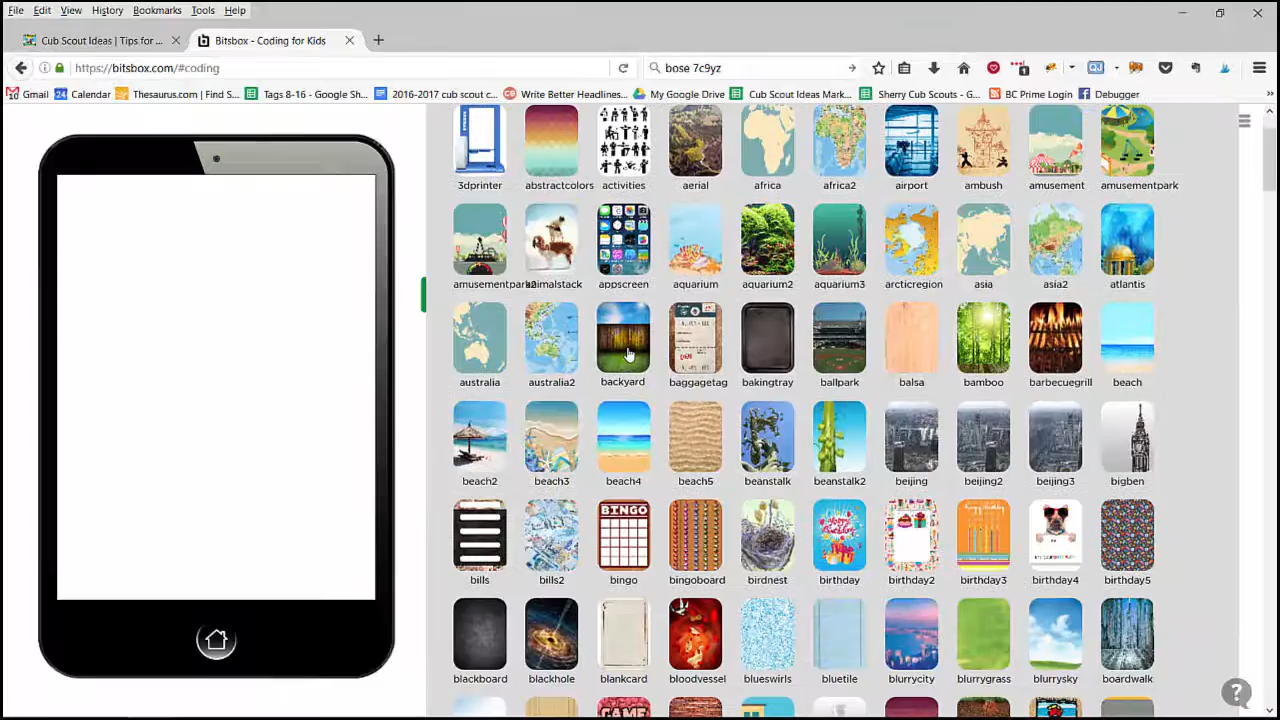 File Edit View History Bookmarks Tools Help
Cub Scout Ideas | Tips for ... Bitsbox - Coding for Kids
https://bitsbox.com/#coding bose 7c9yz
Gmail 24 Calendar Thesaurus.com | Find S... Tags 8-16 - Google Sh... 2016-2017 cub scout c... Write Better Headlines... My Google Drive Cub Scout Ideas Mark... Sherry Cub Scouts - G... BC Prime Login Debugger
3dprinter abstractcolors activities aerial africa africa2 airport ambush amusement amusementpark
amusementpark2 animalstack appscreen aquarium aquarium2 aquarium3 arcticregion asia asia2 atlantis
australia australia2 backyard baggagetag bakingtray ballpark balsa bamboo barbecuegrill beach
beach2 beach3 beach4 beach5 beanstalk beanstalk2 beijing beijing2 beijing3 bigben
BINGO
bills bills2 bingo bingoboard birdnest birthday birthday2 birthday3 birthday4 birthday5
blackboard blackhole blankcard bloodvessel blueswirls bluetile blurrycity blurrygrass blurrysky boardwalk
GAME
?